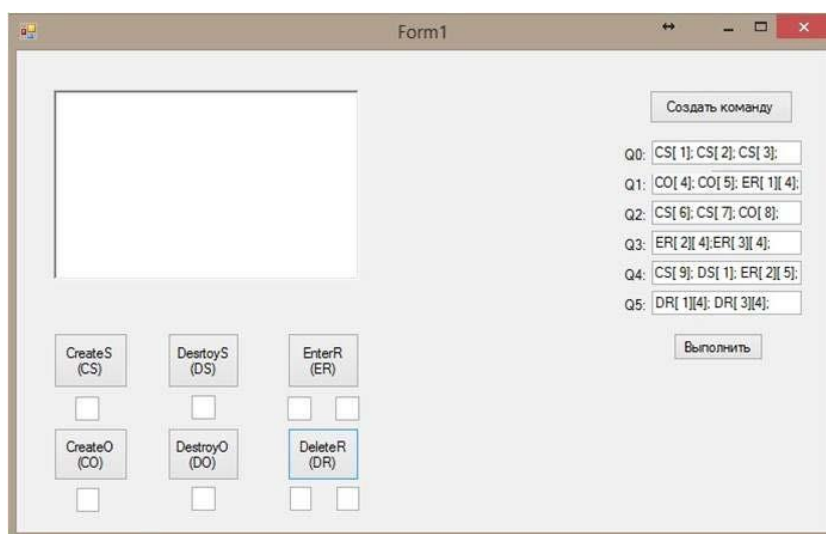 Form1
Создать команду
Q0: CS[ 1]; CS[ 2]; CS[ 3];
Q1: CO[ 4]; CO[ 5]; ER[ 1][ 4];
Q2: CS[ 6]; CS[ 7]; CO[ 8];
Q3: ER[ 2][ 4];ER[ 3][ 4];
Q4: CS[ 9]; DS[ 1]; ER[ 2][ 5];
Q5: DR[ 1][4]; DR[ 3][4];
Выполнить
CreateS
(CS)
DesrtoyS
(DS)
EnterR
(ER)
CreateO
(CO)
DestroyO
(DO)
DeleteR
(DR)